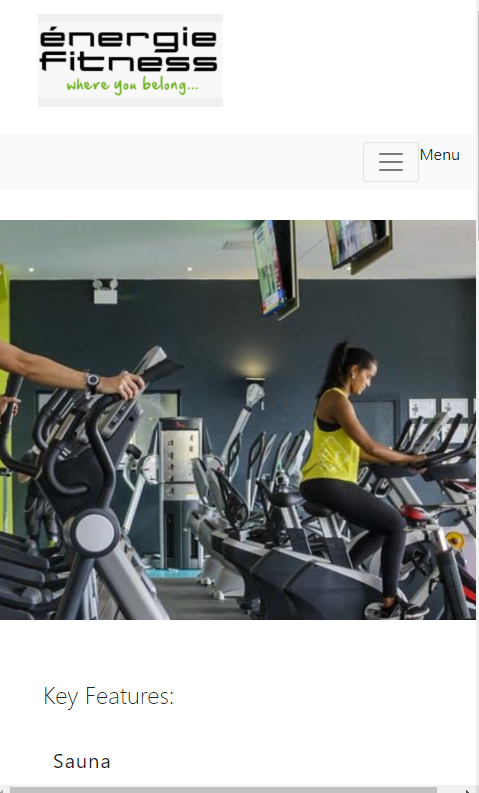 énergie
fitness
where you belong...
Menu
Key Features:
Sauna